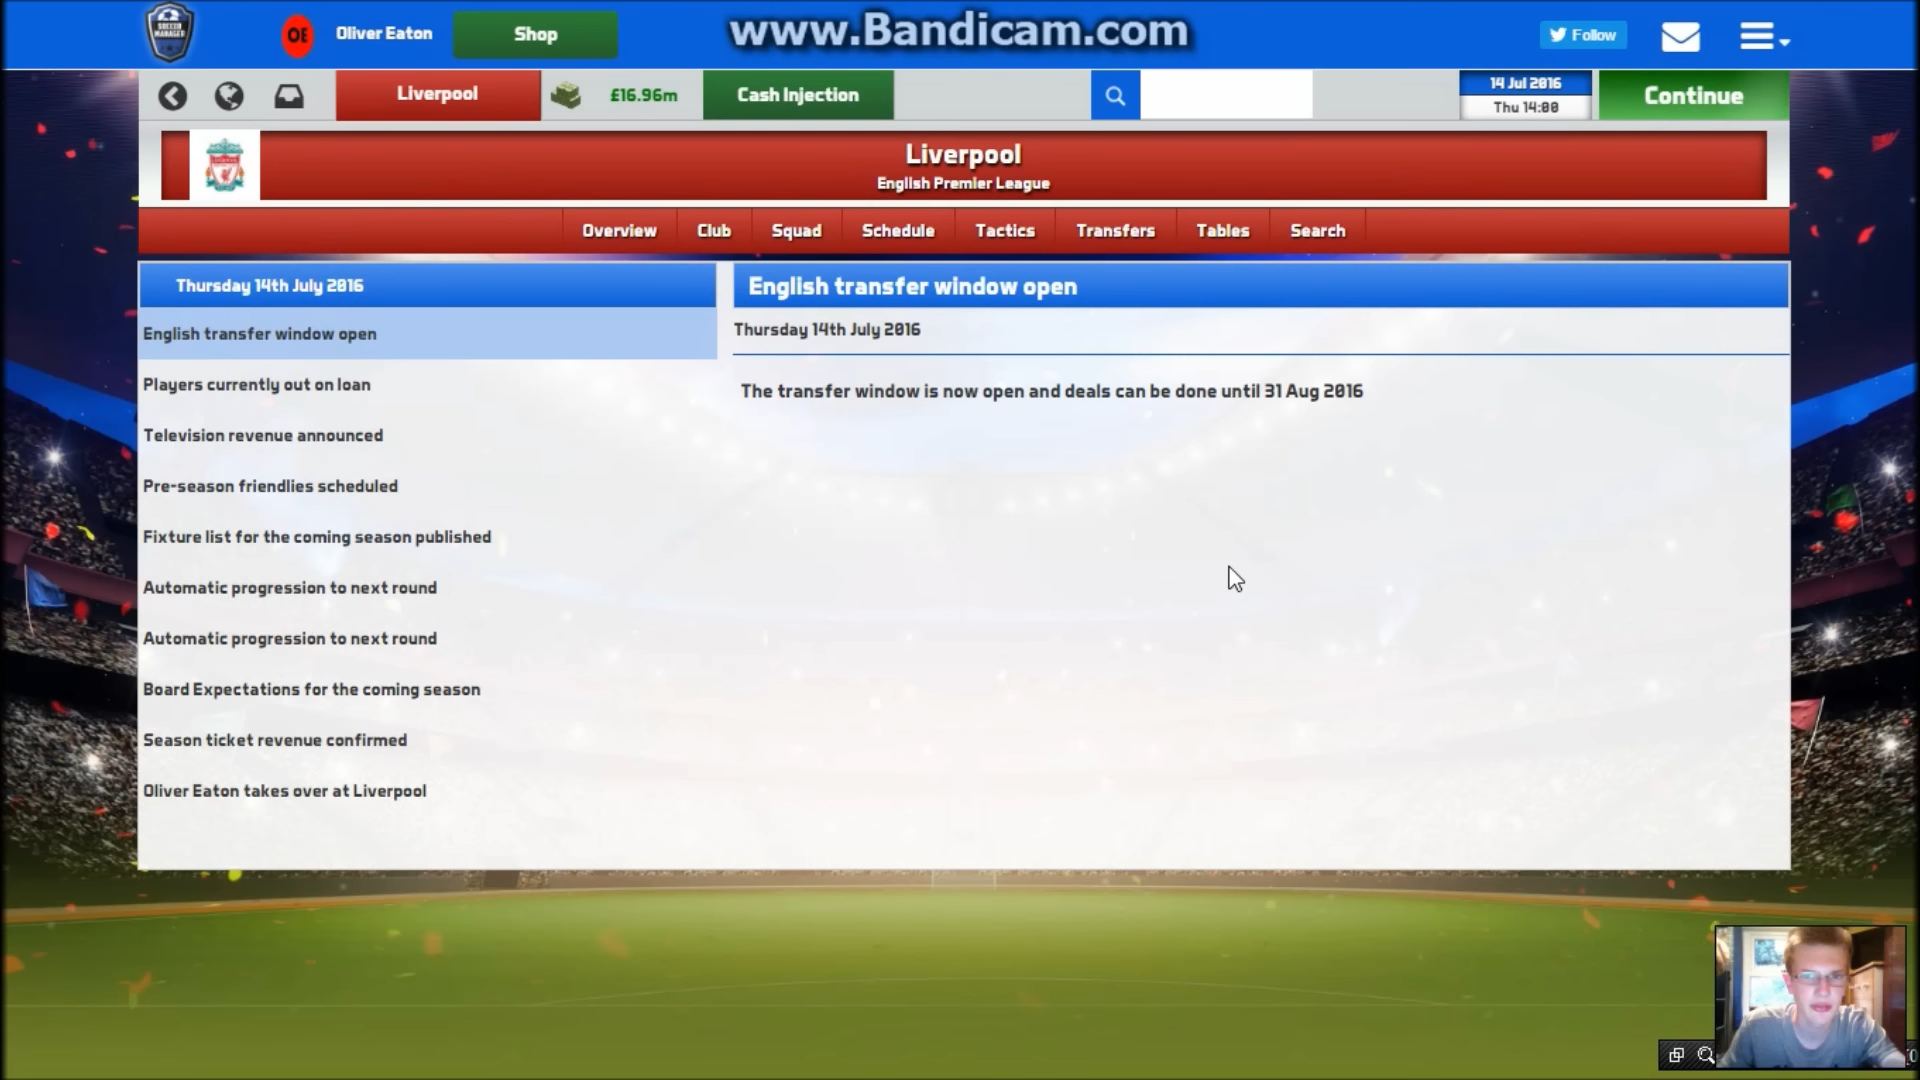 www.Bandicam.com
SOCCER MANAGER
OE
Oliver Eaton
Shop
Follow
Liverpool
£16.96m
Cash Injection
14 Jul 2016
Thu 14:00
Continue
Liverpool
English Premier League
Overview
Club
Squad
Schedule
Tactics
Transfers
Tables
Search
Thursday 14th July 2016
English transfer window open
Players currently out on loan
Television revenue announced
Pre-season friendlies scheduled
Fixture list for the coming season published
Automatic progression to next round
Automatic progression to next round
Board Expectations for the coming season
Season ticket revenue confirmed
Oliver Eaton takes over at Liverpool
English transfer window open
Thursday 14th July 2016
The transfer window is now open and deals can be done until 31 Aug 2016